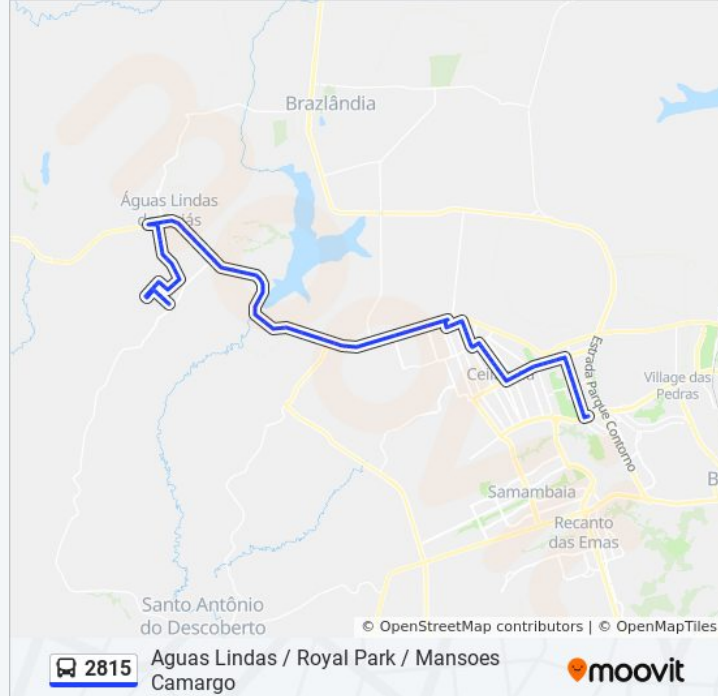 Brazlândia
Águas Lindas
Estrada Parque Contorno
Village das
Pedras
Samambaia
Recanto
das Emas
Santo Antônio
do Descoberto
© OpenStreetMap contributors | © OpenMapTiles
2815
Aguas Lindas / Royal Park / Mansoes
Camargo
moovit